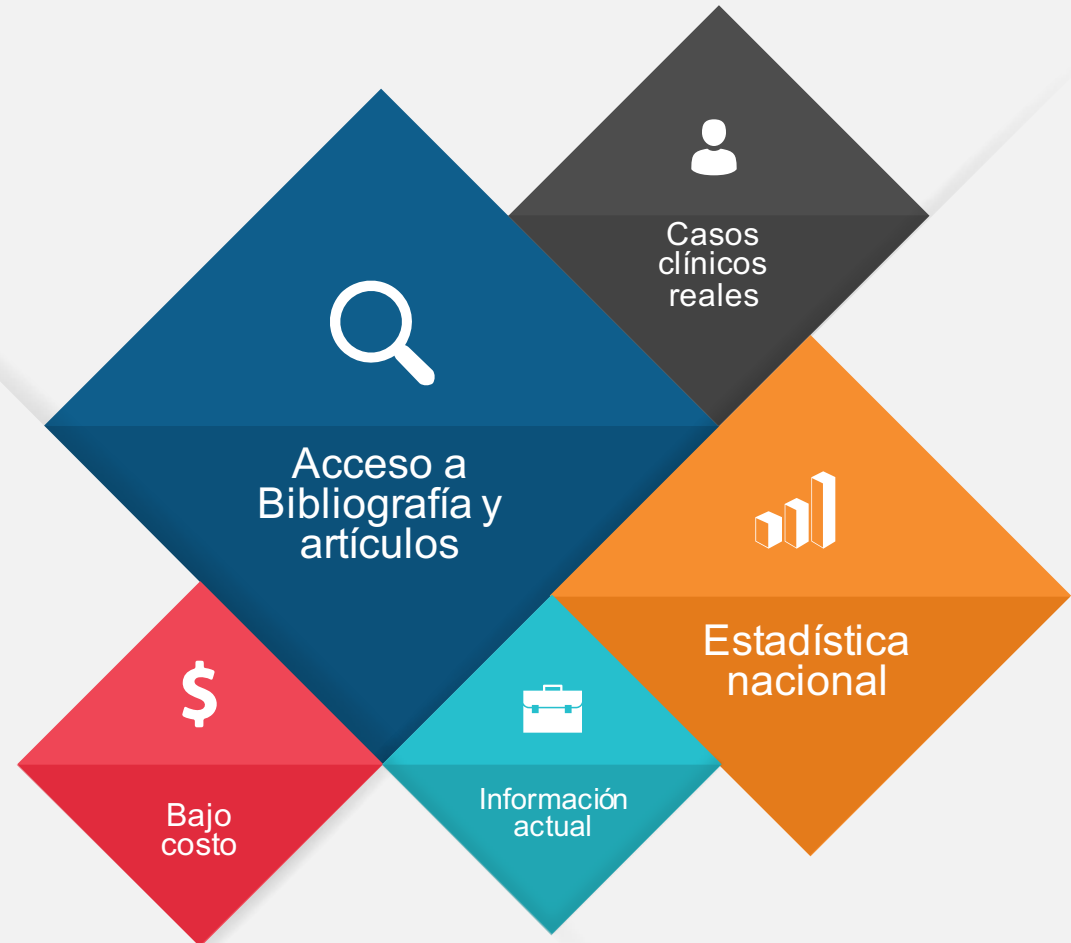 Casos
clínicos
reales
Acceso a
Bibliografía y
artículos
Estadística
nacional
$
Bajo
costo
Información
actual